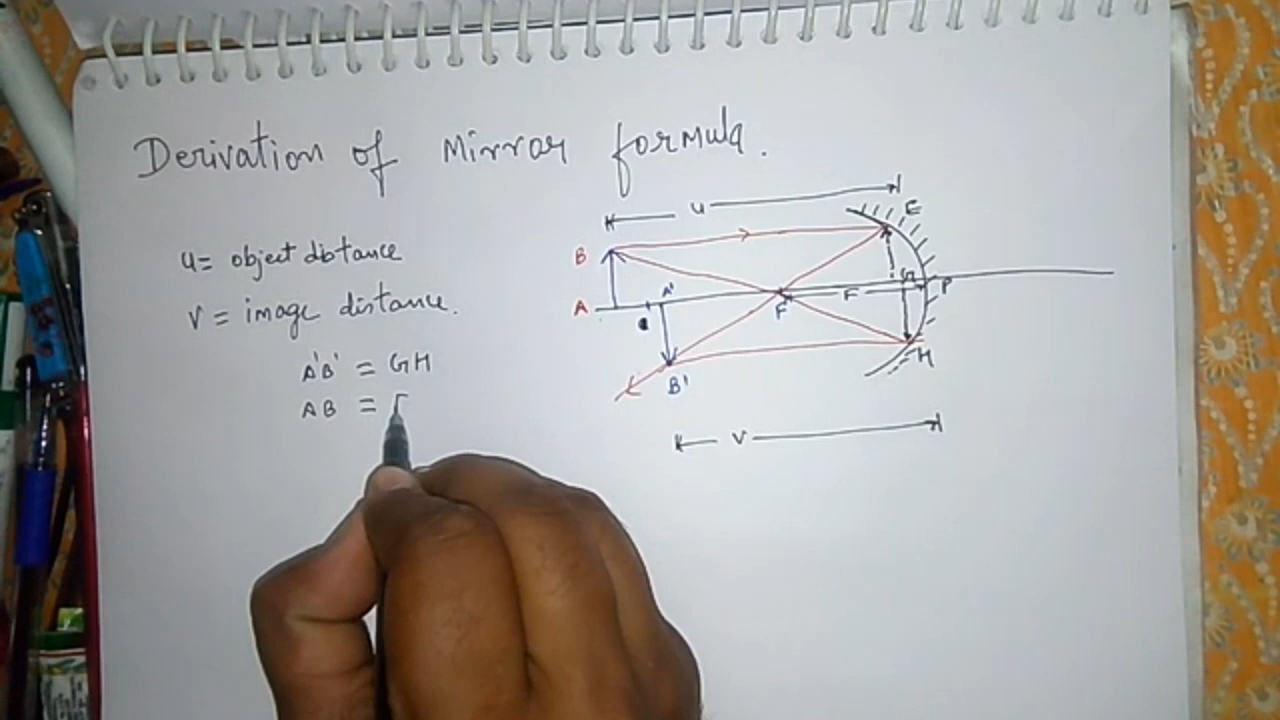 Derivation of Mirror formula.
u
E
u= object distance
B
G
V = image distance.
A
A'
F
F
P
A'B' = GH
H
B'
AB =
V